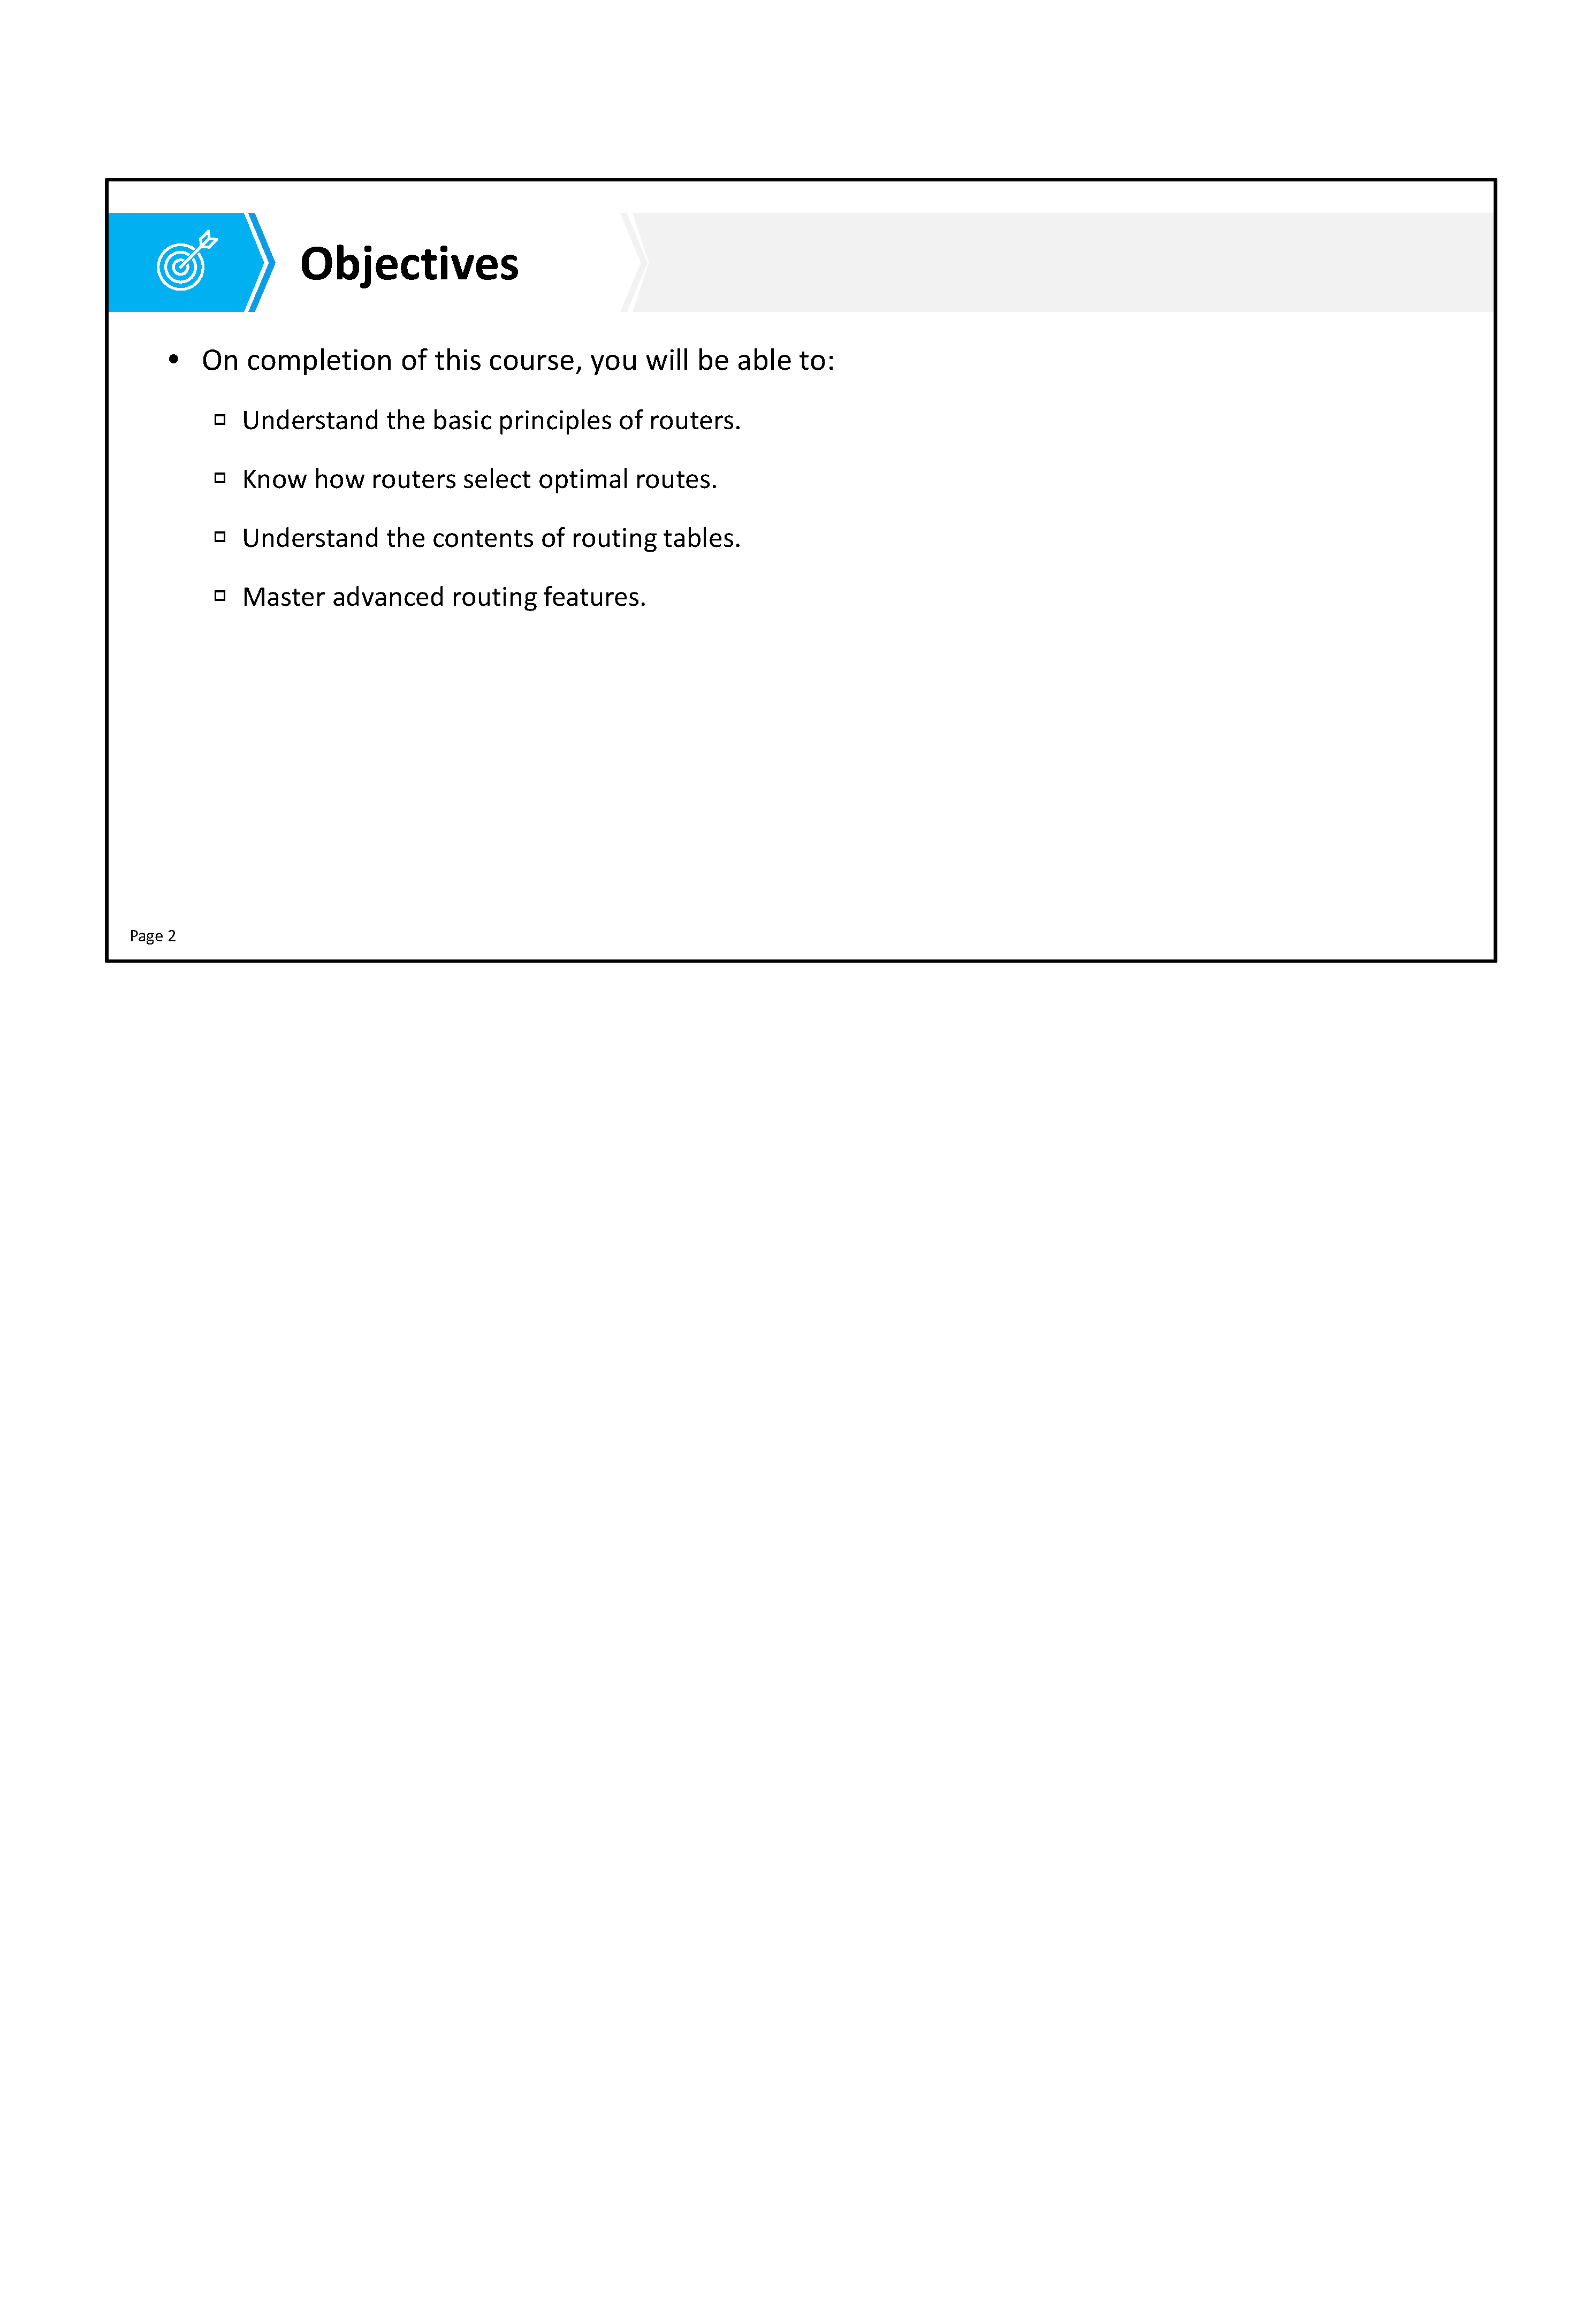 Objectives
• On completion of this course, you will be able to:
▫ Understand the basic principles of routers.
▫ Know how routers select optimal routes.
▫ Understand the contents of routing tables.
▫ Master advanced routing features.
Page 2